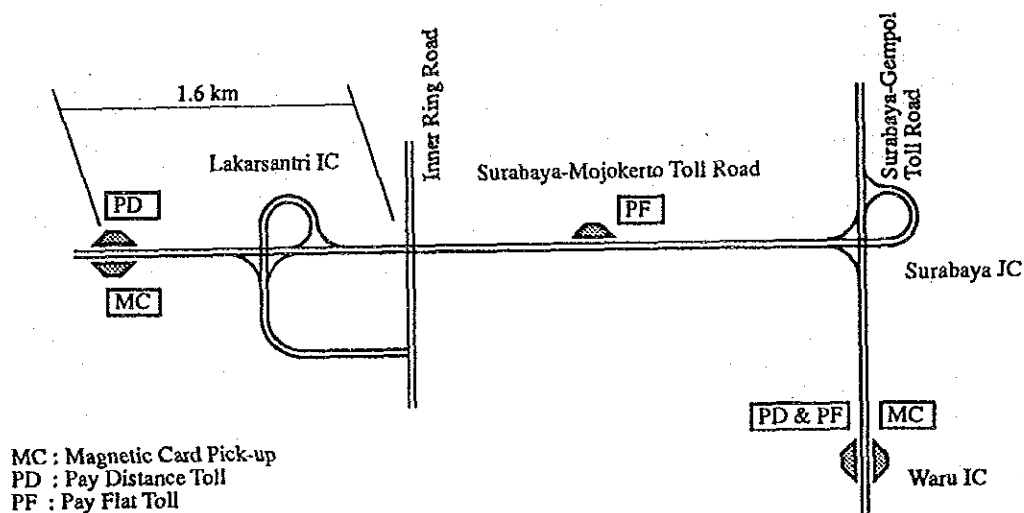 1.6 km
Inner Ring Road
Surabaya-Gempol
Toll Road
Lakarsantri IC
Surabaya-Mojokerto Toll Road
PD
PF
MC
Surabaya JC
PD & PF
MC
Waru IC
MC : Magnetic Card Pick-up
PD : Pay Distance Toll
PF : Pay Flat Toll